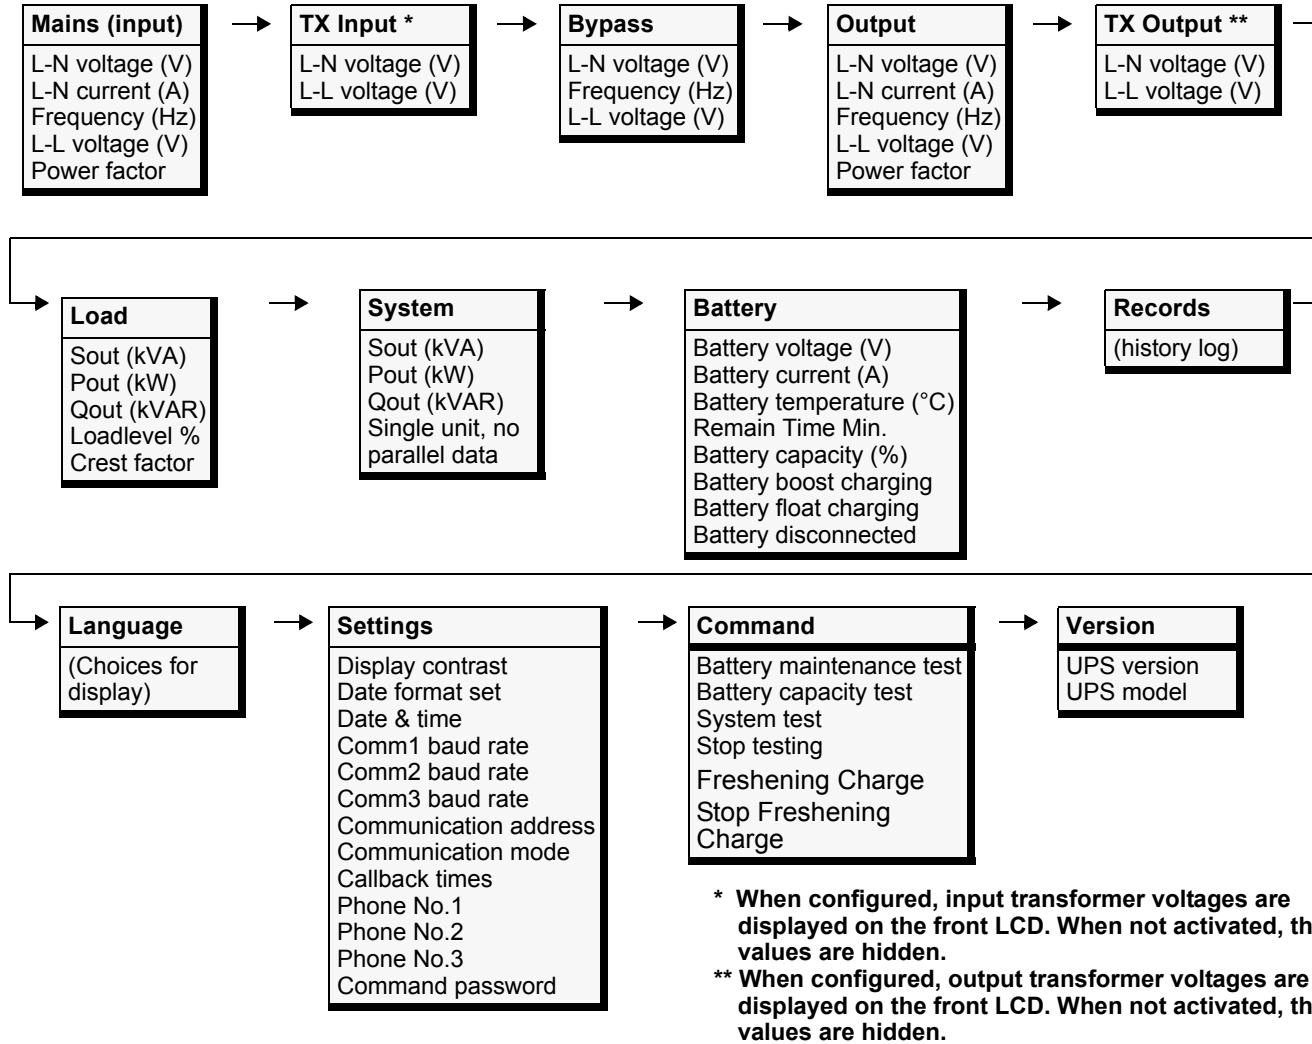 Mains (input)
L-N voltage (V)
L-N current (A)
Frequency (Hz)
L-L voltage (V)
Power factor
TX Input *
L-N voltage (V)
L-L voltage (V)
Bypass
L-N voltage (V)
Frequency (Hz)
L-L voltage (V)
Output
L-N voltage (V)
L-N current (A)
Frequency (Hz)
L-L voltage (V)
Power factor
TX Output **
L-N voltage (V)
L-L voltage (V)
Load
Sout (kVA)
Pout (kW)
Qout (kVAR)
Loadlevel %
Crest factor
System
Sout (kVA)
Pout (kW)
Qout (kVAR)
Single unit, no
parallel data
Battery
Battery voltage (V)
Battery current (A)
Battery temperature (°C)
Remain Time Min.
Battery capacity (%)
Battery boost charging
Battery float charging
Battery disconnected
Records
(history log)
Language
(Choices for
display)
Settings
Display contrast
Date format set
Date & time
Comm1 baud rate
Comm2 baud rate
Comm3 baud rate
Communication address
Communication mode
Callback times
Phone No.1
Phone No.2
Phone No.3
Command password
Command
Battery maintenance test
Battery capacity test
System test
Stop testing
Freshening Charge
Stop Freshening
Charge
Version
UPS version
UPS model
* When configured, input transformer voltages are
displayed on the front LCD. When not activated, th
values are hidden.
** When configured, output transformer voltages are
displayed on the front LCD. When not activated, th
values are hidden.